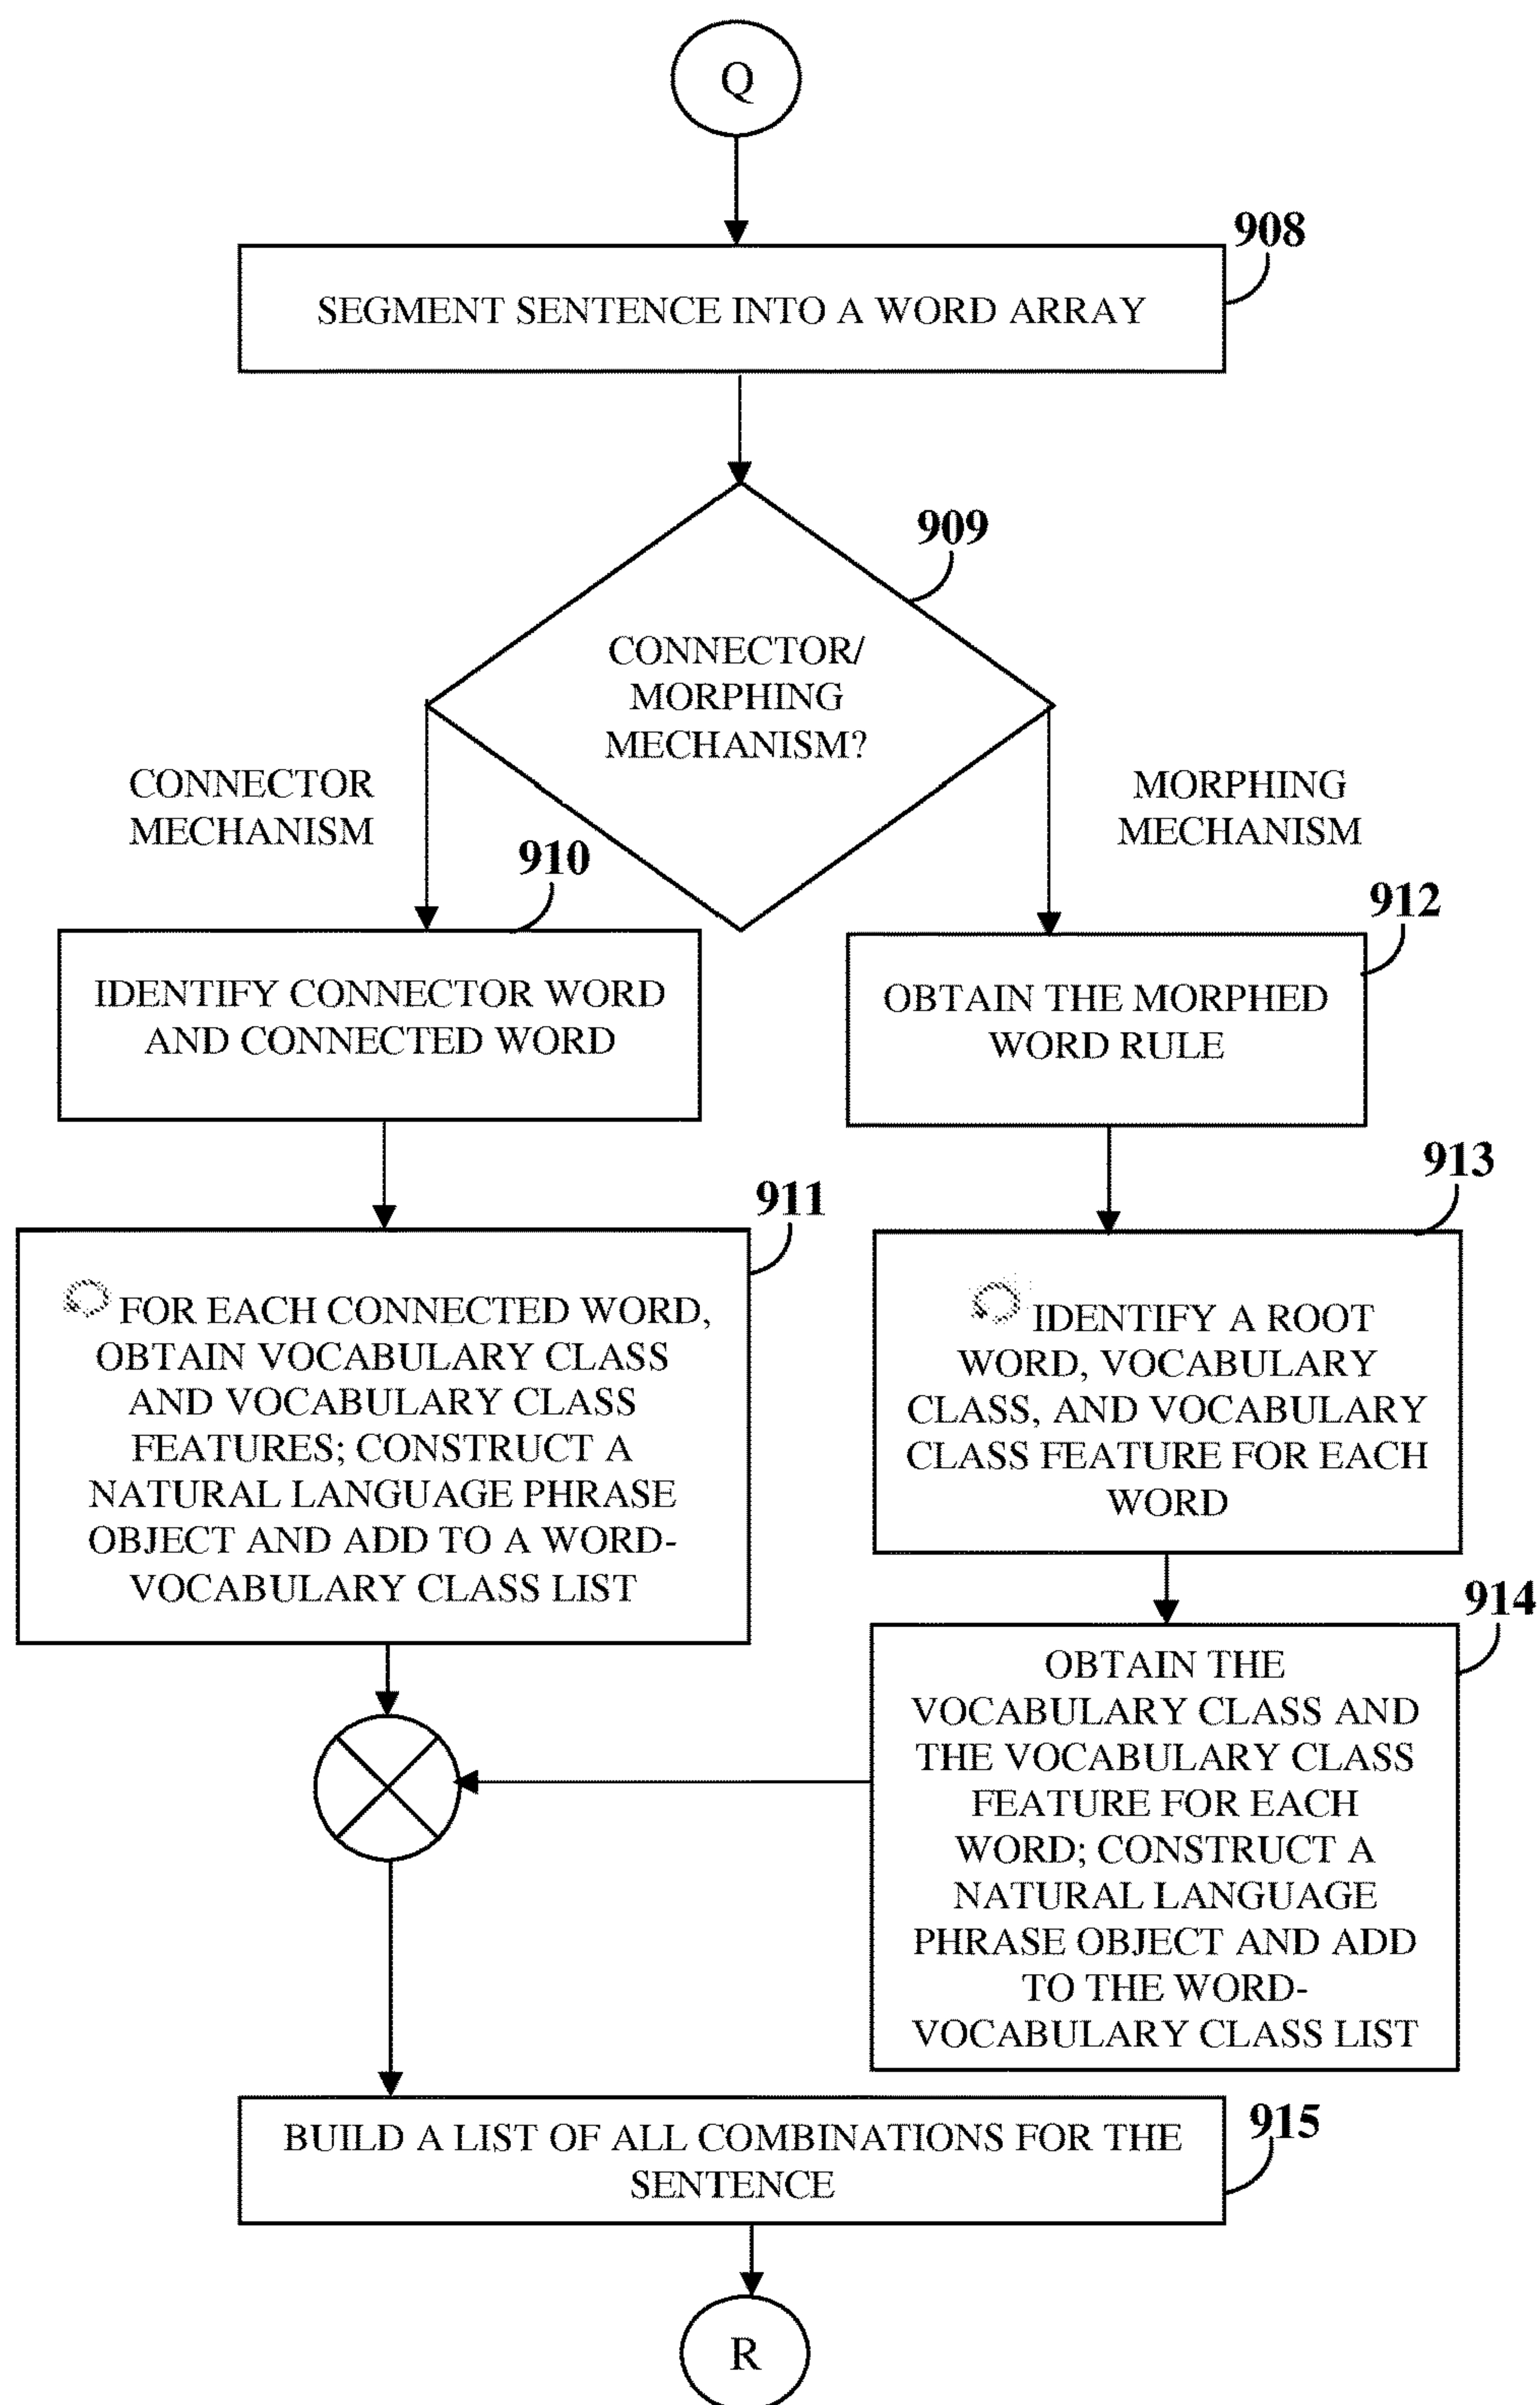 Q
908
SEGMENT SENTENCE INTO A WORD ARRAY
909
CONNECTOR/
MORPHING
MECHANISM?
CONNECTOR
MECHANISM
MORPHING
MECHANISM
910
IDENTIFY CONNECTOR WORD
AND CONNECTED WORD
912
OBTAIN THE MORPHED
WORD RULE
911
FOR EACH CONNECTED WORD,
OBTAIN VOCABULARY CLASS
AND VOCABULARY CLASS
FEATURES; CONSTRUCT A
NATURAL LANGUAGE PHRASE
OBJECT AND ADD TO A WORD-
VOCABULARY CLASS LIST
913
IDENTIFY A ROOT
WORD, VOCABULARY
CLASS, AND VOCABULARY
CLASS FEATURE FOR EACH
WORD
914
OBTAIN THE
VOCABULARY CLASS AND
THE VOCABULARY CLASS
FEATURE FOR EACH
WORD; CONSTRUCT A
NATURAL LANGUAGE
PHRASE OBJECT AND ADD
TO THE WORD-
VOCABULARY CLASS LIST
915
BUILD A LIST OF ALL COMBINATIONS FOR THE
SENTENCE
R